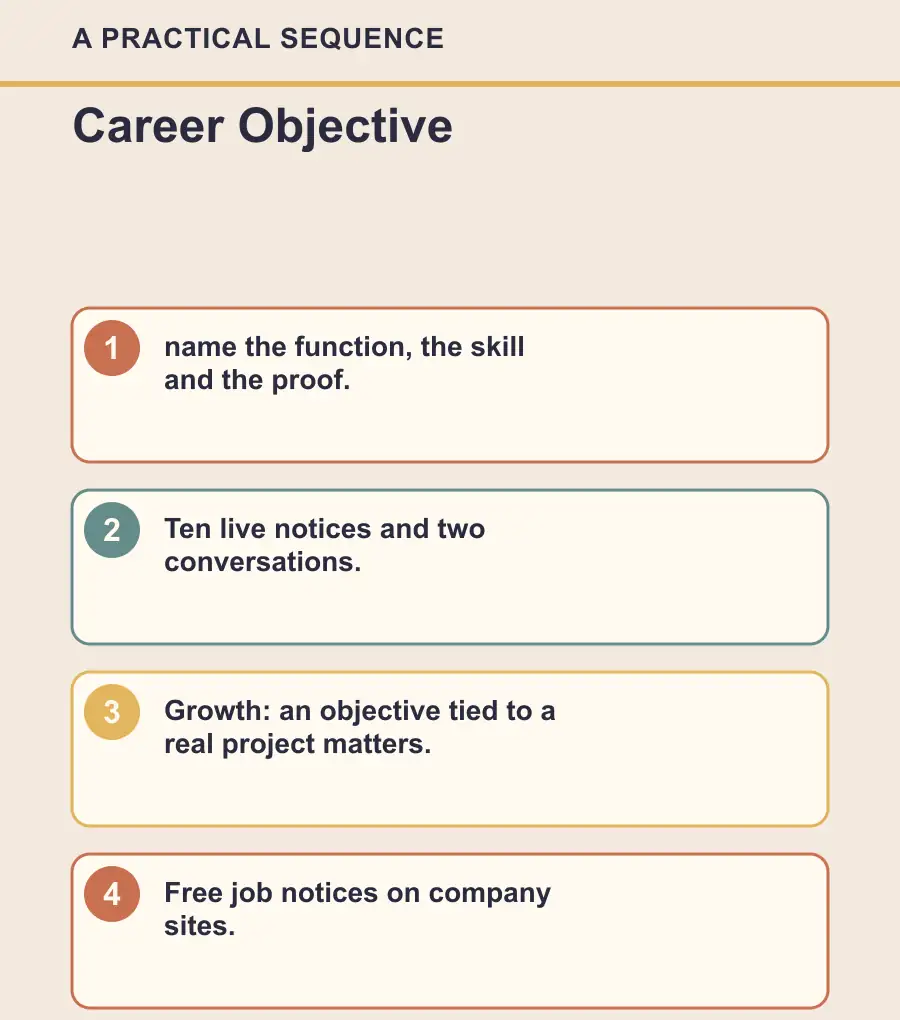 A PRACTICAL SEQUENCE
Career Objective
1
name the function, the skill
and the proof.
2
Ten live notices and two
conversations.
3
Growth: an objective tied to a
real project matters.
4
Free job notices on company
sites.